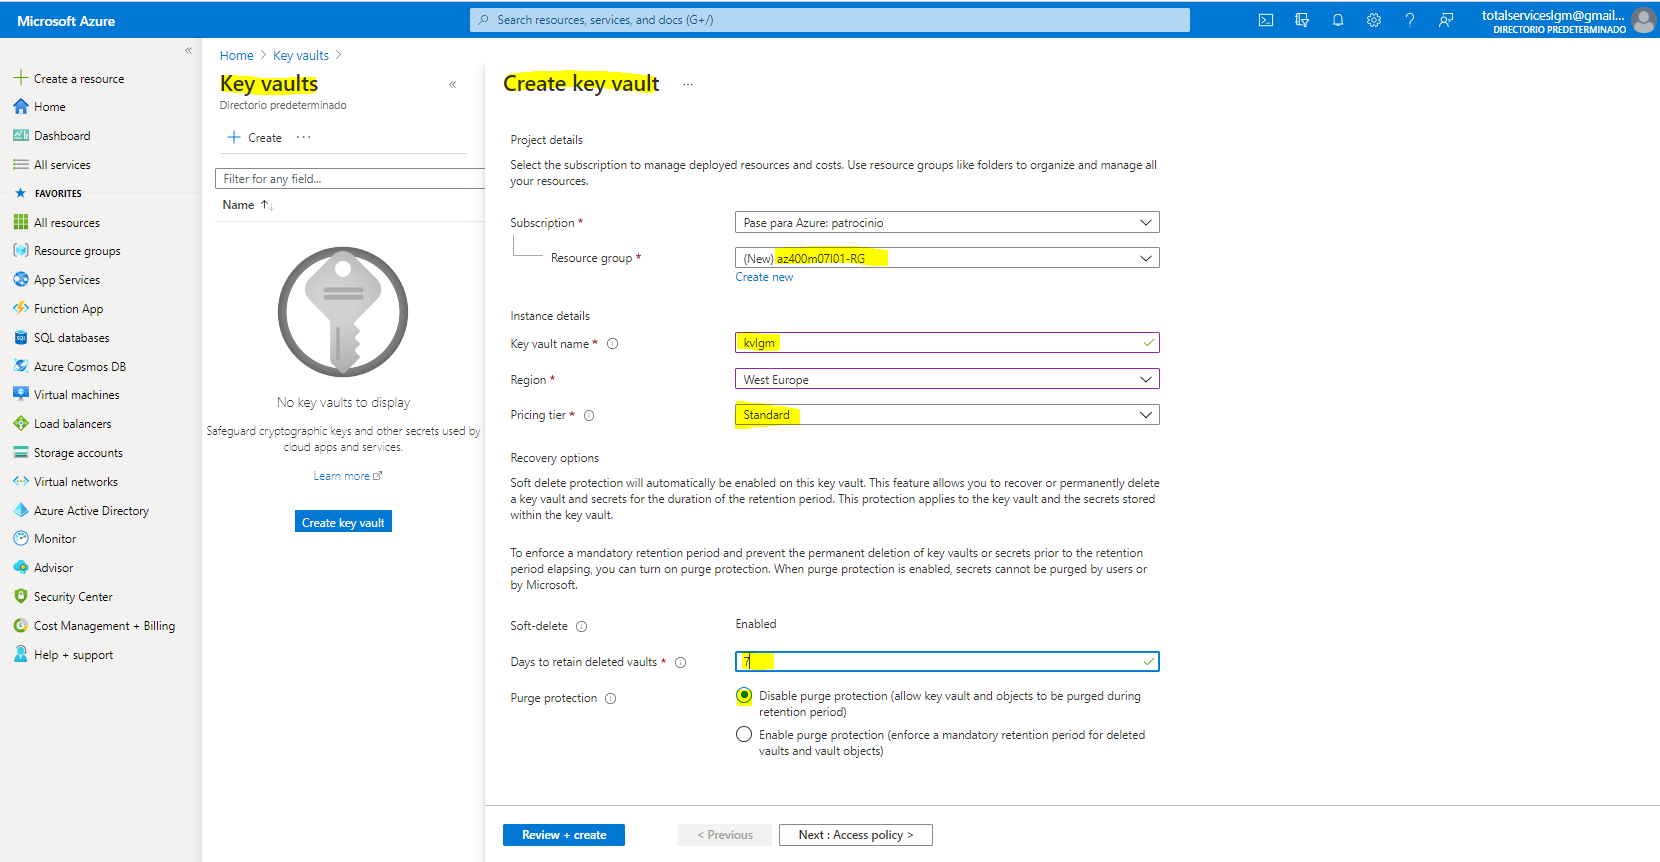 Microsoft Azure
Search resources, services, and docs (G+/)
totalserviceslgm@gmail...
DIRECTORIO PREDETERMINADO
«
Create a resource
Home
Dashboard
All services
FAVORITES
All resources
Resource groups
App Services
Function App
SQL databases
Azure Cosmos DB
Virtual machines
Load balancers
Storage accounts
Virtual networks
Azure Active Directory
Monitor
Advisor
Security Center
Cost Management + Billing
Help + support
Home > Key vaults >
Key vaults «
Directorio predeterminado
+ Create ...
Filter for any field...
Name ↑↓
No key vaults to display
Safeguard cryptographic keys and other secrets used by
cloud apps and services.
Learn more
Create key vault
Create key vault ...
Project details
Select the subscription to manage deployed resources and costs. Use resource groups like folders to organize and manage all
your resources.
Subscription * Pase para Azure: patrocinio
Resource group * (New) az400m07l01-RG
Create new
Instance details
Key vault name * kvlgm
Region * West Europe
Pricing tier * Standard
Recovery options
Soft delete protection will automatically be enabled on this key vault. This feature allows you to recover or permanently delete
a key vault and secrets for the duration of the retention period. This protection applies to the key vault and the secrets stored
within the key vault.
To enforce a mandatory retention period and prevent the permanent deletion of key vaults or secrets prior to the retention
period elapsing, you can turn on purge protection. When purge protection is enabled, secrets cannot be purged by users or
by Microsoft.
Soft-delete Enabled
Days to retain deleted vaults * 7
Purge protection Disable purge protection (allow key vault and objects to be purged during
retention period)
Enable purge protection (enforce a mandatory retention period for deleted
vaults and vault objects)
Review + create < Previous Next : Access policy >